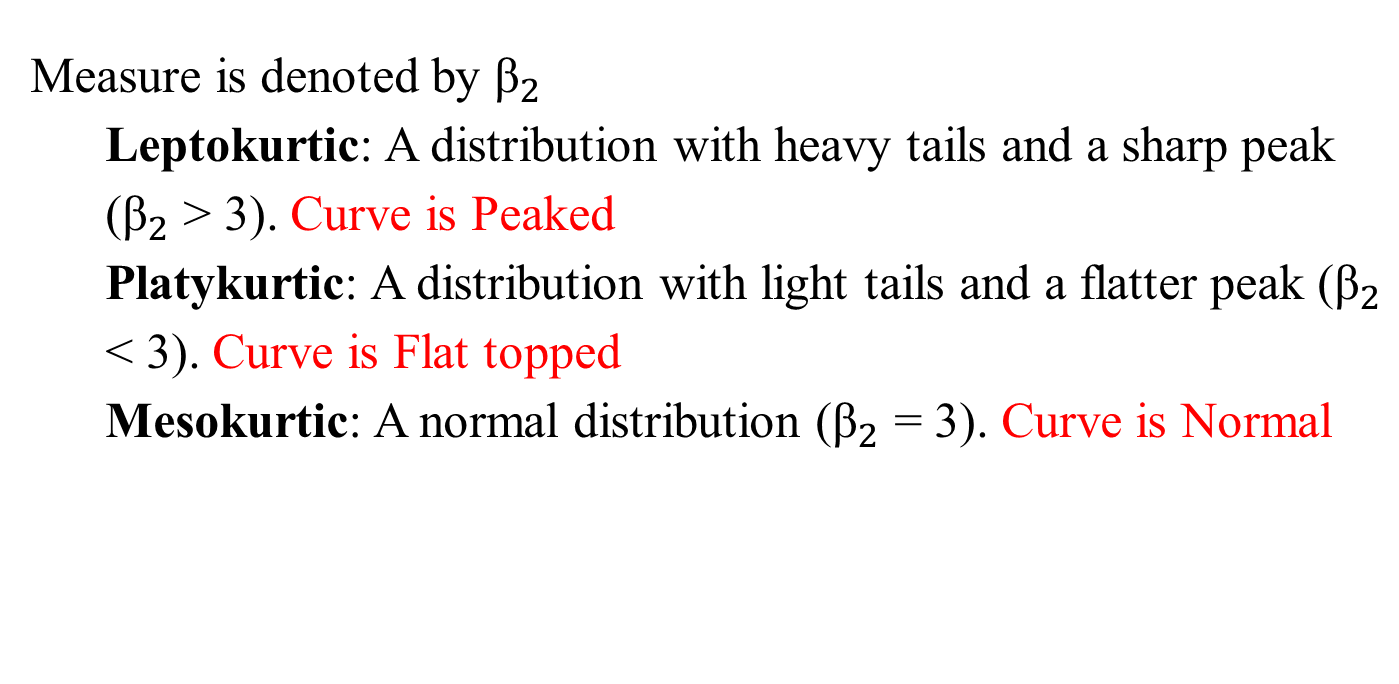 Measure is denoted by β₂
Leptokurtic: A distribution with heavy tails and a sharp peak
(β₂ > 3). Curve is Peaked
Platykurtic: A distribution with light tails and a flatter peak (β₂
< 3). Curve is Flat topped
Mesokurtic: A normal distribution (β₂ = 3). Curve is Normal